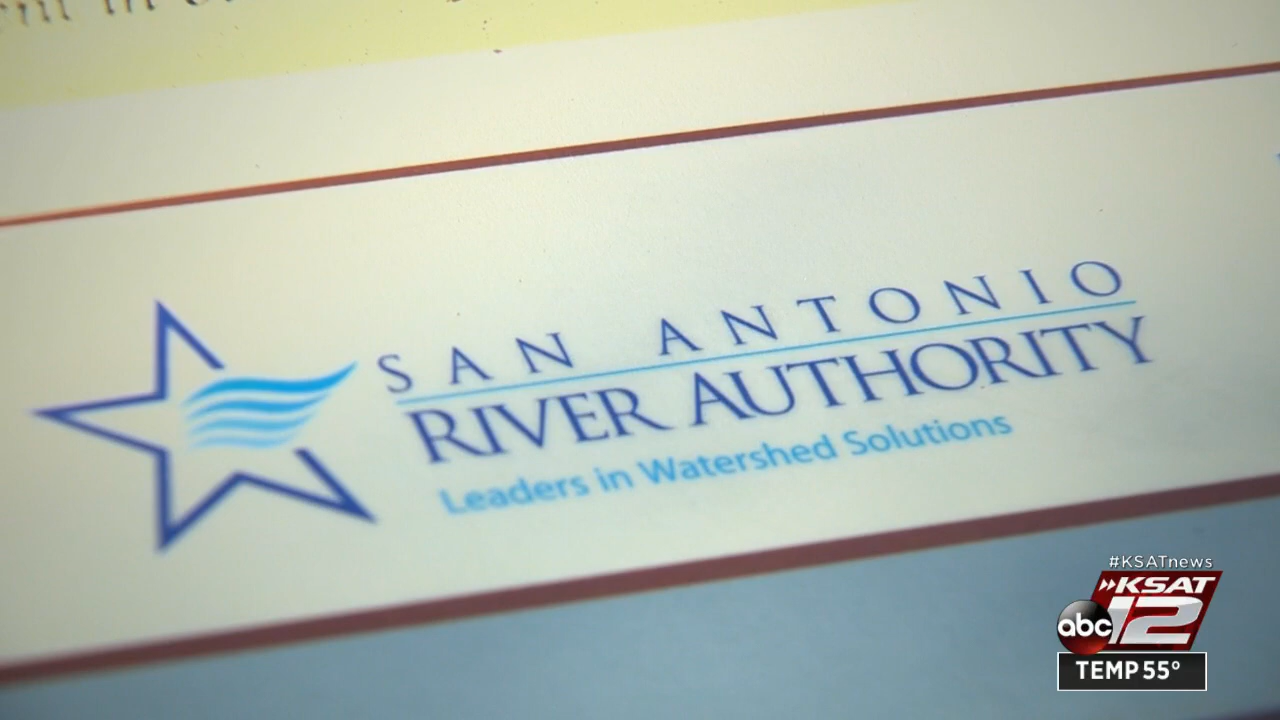 SAN ANTONIO
RIVER AUTHORITY
Leaders in Watershed Solutions
#KSATnews
KSAT
abc 12
TEMP 55°